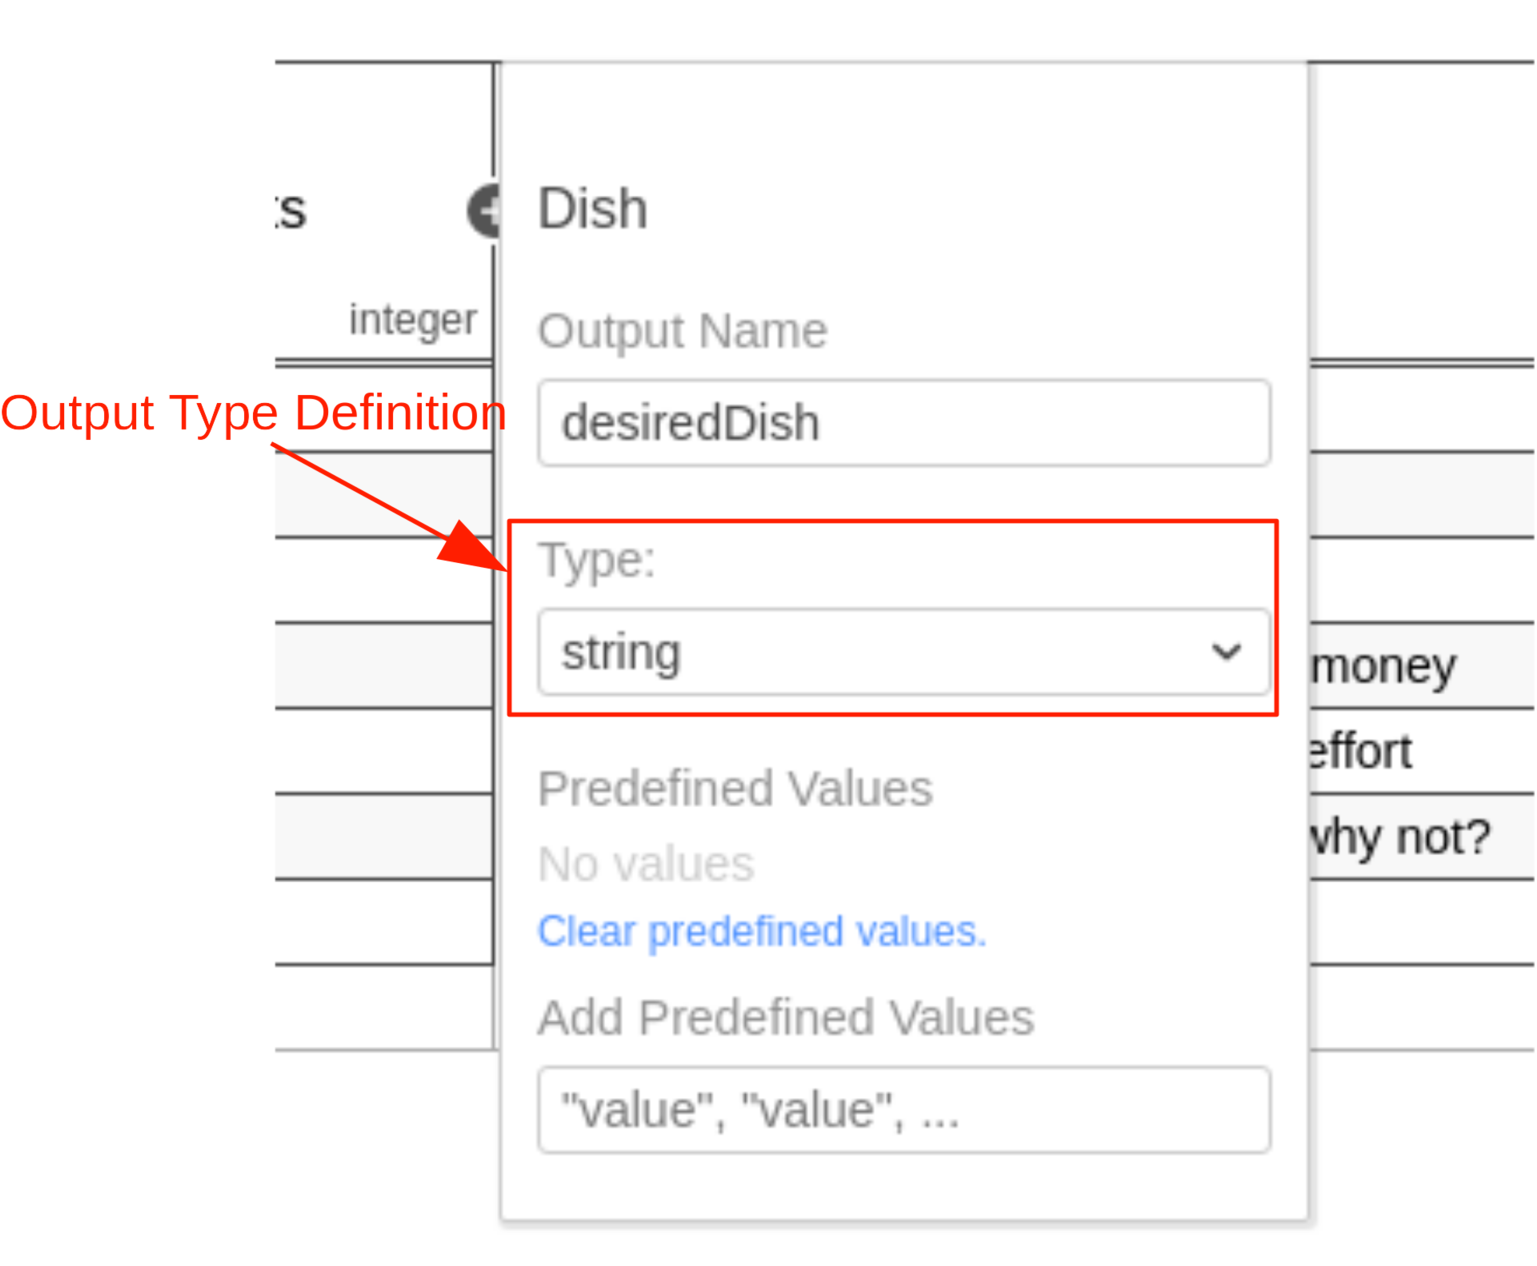 Dish
integer
Output Name
Output Type Definition
desiredDish
Type:
string
money
effort
Predefined Values
why not?
No values
Clear predefined values.
Add Predefined Values
"value", "value", ...